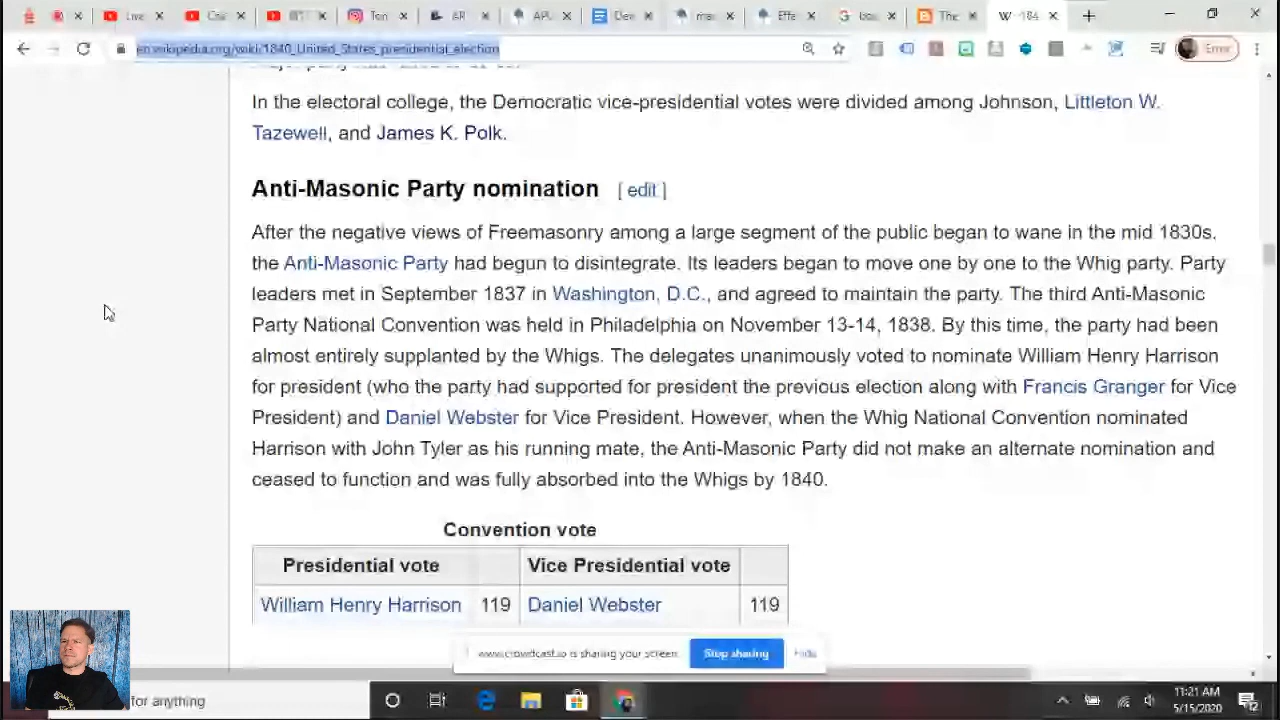 Live
Live
en.wikipedia.org/wiki/1840_United_States_presidential_election
Error
In the electoral college, the Democratic vice-presidential votes were divided among Johnson, Littleton W.
Tazewell, and James K. Polk.
Anti-Masonic Party nomination [ edit ]
After the negative views of Freemasonry among a large segment of the public began to wane in the mid 1830s,
the Anti-Masonic Party had begun to disintegrate. Its leaders began to move one by one to the Whig party. Party
leaders met in September 1837 in Washington, D.C., and agreed to maintain the party. The third Anti-Masonic
Party National Convention was held in Philadelphia on November 13-14, 1838. By this time, the party had been
almost entirely supplanted by the Whigs. The delegates unanimously voted to nominate William Henry Harrison
for president (who the party had supported for president the previous election along with Francis Granger for Vice
President) and Daniel Webster for Vice President. However, when the Whig National Convention nominated
Harrison with John Tyler as his running mate, the Anti-Masonic Party did not make an alternate nomination and
ceased to function and was fully absorbed into the Whigs by 1840.
Convention vote
Presidential vote Vice Presidential vote
William Henry Harrison 119 Daniel Webster 119
www.crowdcast.io is sharing your screen. Stop sharing Hide
for anything
11:21 AM
5/15/2020
12